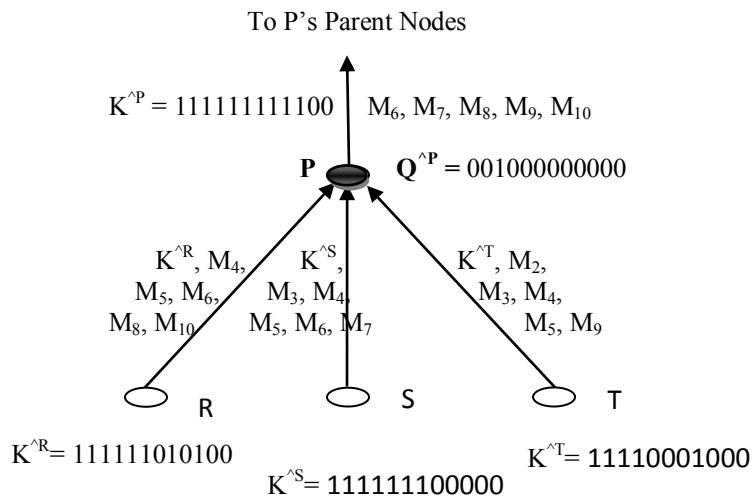 To P's Parent Nodes
K^P = 111111111100 M6, M7, M8, M9, M10
P Q^P = 001000000000
K^R, M4,
M5, M6,
M8, M10
K^S,
M3, M4,
M5, M6, M7
K^T, M2,
M3, M4,
M5, M9
R
S
T
K^R= 111111010100
K^S= 111111100000
K^T= 11110001000